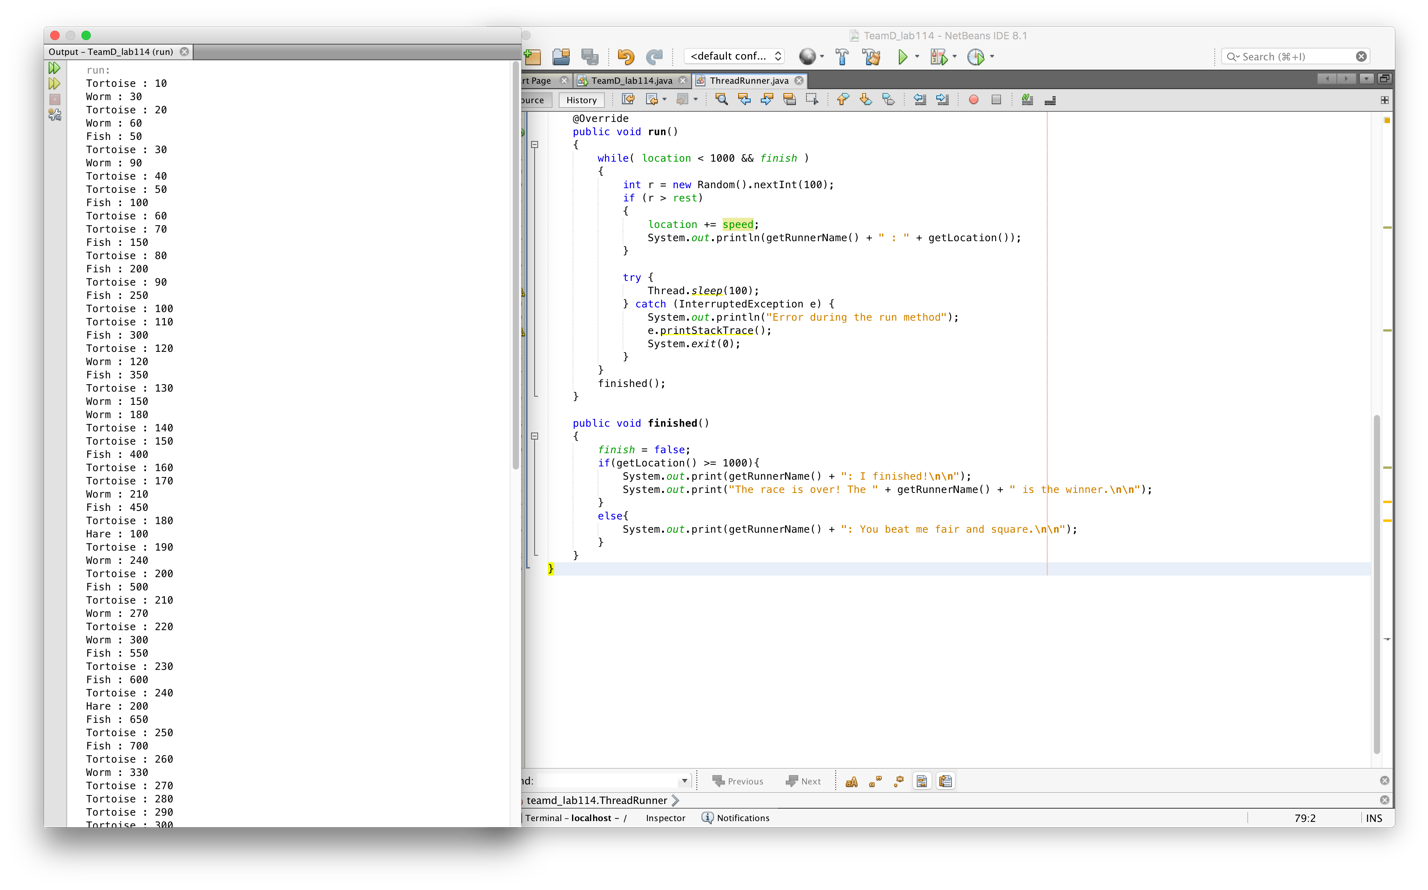 TeamD_lab114 - NetBeans IDE 8.1
Output - TeamD_lab114 (run)
run:
Tortoise : 10
Worm : 30
Tortoise : 20
Worm : 60
Fish : 50
Tortoise : 30
Worm : 90
Tortoise : 40
Tortoise : 50
Fish : 100
Tortoise : 60
Tortoise : 70
Fish : 150
Tortoise : 80
Fish : 200
Tortoise : 90
Fish : 250
Tortoise : 100
Tortoise : 110
Fish : 300
Tortoise : 120
Worm : 120
Fish : 350
Tortoise : 130
Worm : 150
Worm : 180
Tortoise : 140
Tortoise : 150
Fish : 400
Tortoise : 160
Tortoise : 170
Worm : 210
Fish : 450
Tortoise : 180
Hare : 100
Tortoise : 190
Worm : 240
Tortoise : 200
Fish : 500
Tortoise : 210
Worm : 270
Tortoise : 220
Worm : 300
Fish : 550
Tortoise : 230
Fish : 600
Tortoise : 240
Hare : 200
Fish : 650
Tortoise : 250
Fish : 700
Tortoise : 260
Worm : 330
Tortoise : 270
Tortoise : 280
Tortoise : 290
Tortoise : 300
<default conf...
Search (⌘+I)
rt Page TeamD_lab114.java ThreadRunner.java
ource History
@Override
public void run()
{
while( location < 1000 && finish )
{
int r = new Random().nextInt(100);
if (r > rest)
{
location += speed;
System.out.println(getRunnerName() + " : " + getLocation());
}
try {
Thread.sleep(100);
} catch (InterruptedException e) {
System.out.println("Error during the run method");
e.printStackTrace();
System.exit(0);
}
}
finished();
}
public void finished()
{
finish = false;
if(getLocation() >= 1000){
System.out.print(getRunnerName() + ": I finished!\n\n");
System.out.print("The race is over! The " + getRunnerName() + " is the winner.\n\n");
}
else{
System.out.print(getRunnerName() + ": You beat me fair and square.\n\n");
}
}
}
nd: Previous Next
teamd_lab114.ThreadRunner
Terminal - localhost - / Inspector Notifications 79:2 INS